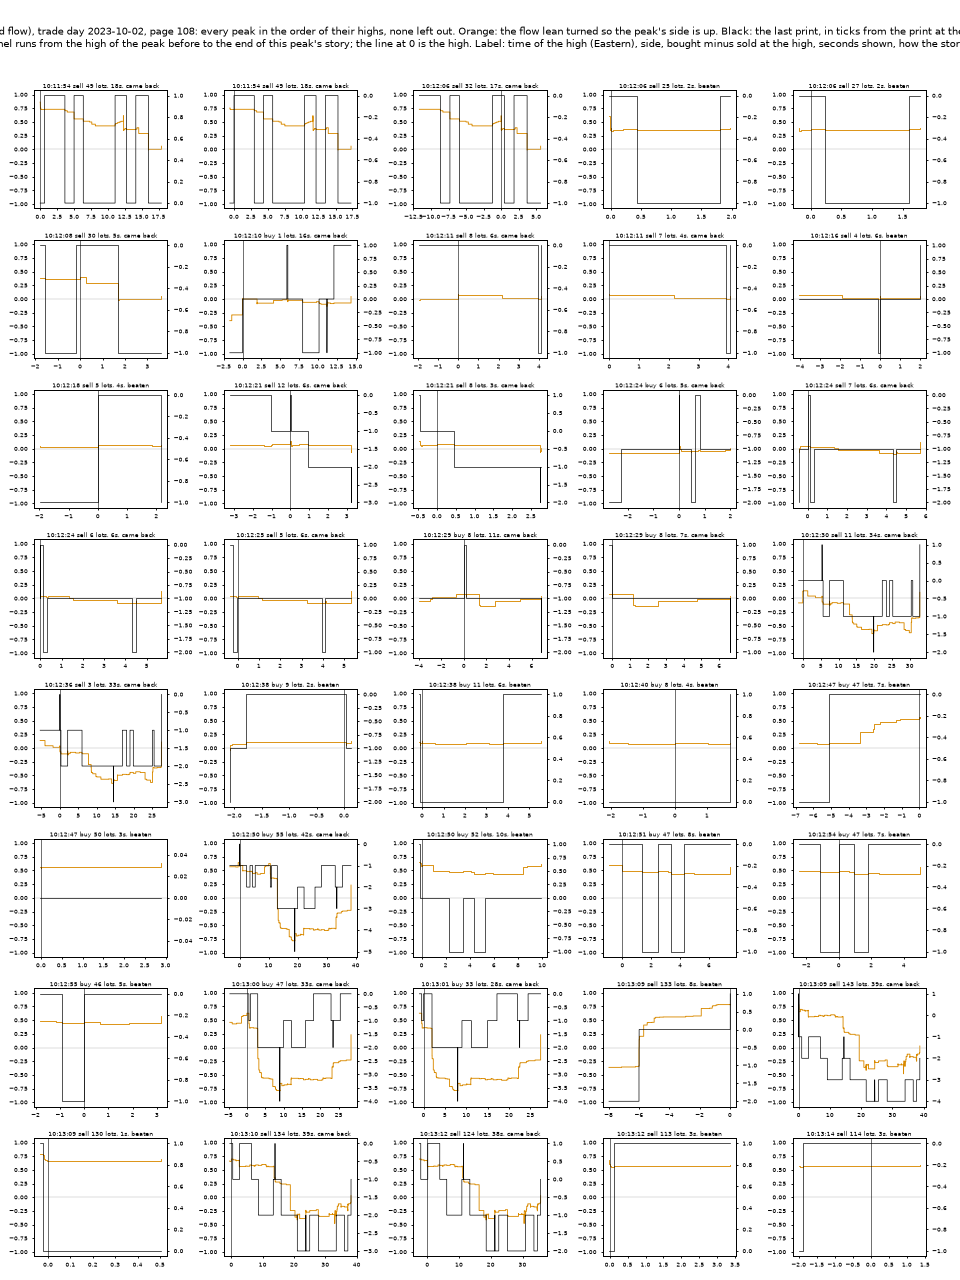 d flow), trade day 2023-10-02, page 108: every peak in the order of their highs, none left out. Orange: the flow lean turned so the peak's side is up. Black: the last print, in ticks from the print at the
nel runs from the high of the peak before to the end of this peak's story; the line at 0 is the high. Label: time of the high (Eastern), side, bought minus sold at the high, seconds shown, how the stor
10:11:54 sell 49 lots. 18s. came back
10:11:54 sell 49 lots. 18s. came back
10:12:06 sell 32 lots. 17s. came back
10:12:06 sell 25 lots. 2s. beaten
10:12:06 sell 27 lots. 2s. beaten
10:12:08 sell 30 lots. 5s. came back
10:12:10 buy 1 lots. 16s. came back
10:12:11 sell 8 lots. 6s. came back
10:12:11 sell 7 lots. 4s. came back
10:12:16 sell 4 lots. 6s. beaten
10:12:18 sell 5 lots. 4s. beaten
10:12:21 sell 12 lots. 6s. came back
10:12:21 sell 8 lots. 3s. came back
10:12:24 buy 6 lots. 5s. came back
10:12:24 sell 7 lots. 6s. came back
10:12:24 sell 6 lots. 6s. came back
10:12:25 sell 5 lots. 6s. came back
10:12:29 buy 8 lots. 11s. came back
10:12:29 buy 8 lots. 7s. came back
10:12:30 sell 11 lots. 34s. came back
10:12:36 sell 3 lots. 33s. came back
10:12:38 buy 9 lots. 2s. beaten
10:12:38 buy 11 lots. 6s. beaten
10:12:40 buy 8 lots. 4s. beaten
10:12:47 buy 47 lots. 7s. beaten
10:12:47 buy 50 lots. 3s. beaten
10:12:50 buy 55 lots. 42s. came back
10:12:50 buy 52 lots. 10s. beaten
10:12:51 buy 47 lots. 8s. beaten
10:12:54 buy 47 lots. 7s. beaten
10:12:55 buy 46 lots. 5s. beaten
10:13:00 buy 47 lots. 33s. came back
10:13:01 buy 33 lots. 28s. came back
10:13:09 sell 133 lots. 8s. beaten
10:13:09 sell 143 lots. 39s. came back
10:13:09 sell 130 lots. 1s. beaten
10:13:10 sell 134 lots. 39s. came back
10:13:12 sell 124 lots. 38s. came back
10:13:12 sell 113 lots. 3s. beaten
10:13:14 sell 114 lots. 3s. beaten